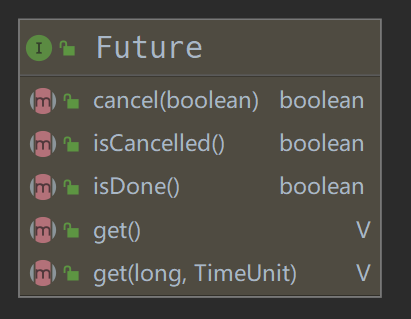 I Future
m cancel(boolean) boolean
m isCancelled() boolean
m isDone() boolean
m get() V
m get(long, TimeUnit) V